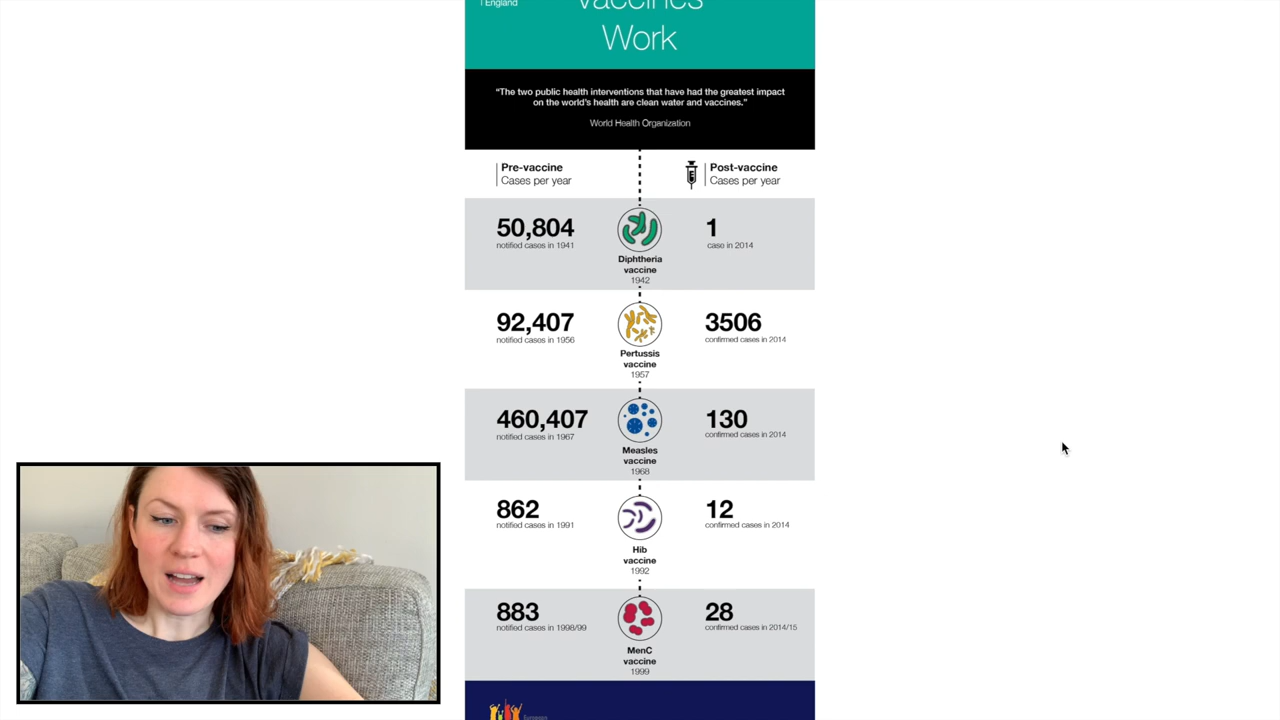 England
Vaccines
Work
“The two public health interventions that have had the greatest impact
on the world’s health are clean water and vaccines.”
World Health Organization
Pre-vaccine
Cases per year
Post-vaccine
Cases per year
50,804
notified cases in 1941
Diphtheria
vaccine
1942
1
case in 2014
92,407
notified cases in 1956
Pertussis
vaccine
1957
3506
confirmed cases in 2014
460,407
notified cases in 1967
Measles
vaccine
1968
130
confirmed cases in 2014
862
notified cases in 1991
Hib
vaccine
1992
12
confirmed cases in 2014
883
notified cases in 1998/99
MenC
vaccine
1999
28
confirmed cases in 2014/15
European